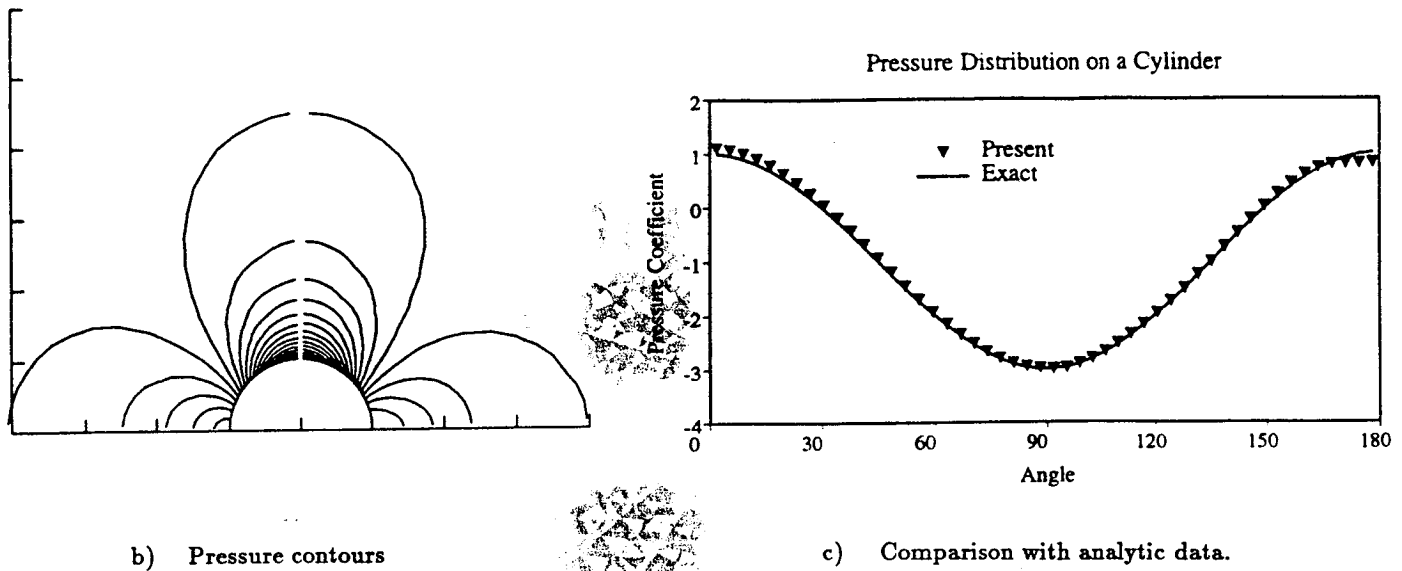 Pressure Distribution on a Cylinder
2
1
0
-1
-2
-3
-4
Pressure Coefficient
Present
Exact
0 30 60 90 120 150 180
Angle
b) Pressure contours
c) Comparison with analytic data.